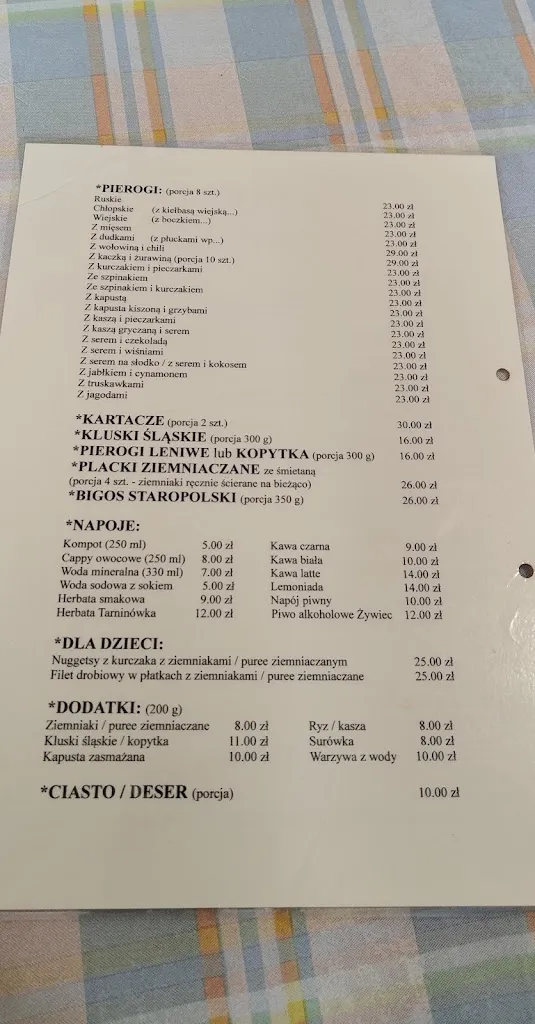 *PIEROGI: (porcja 8 szt.)
Ruskie 23.00 zł
Chłopskie (z kiełbasą wiejską...) 23.00 zł
Wiejskie (z boczkiem...) 23.00 zł
Z mięsem 23.00 zł
Z dudkami (z płuckami wp...) 23.00 zł
Z wołowiną i chili 29.00 zł
Z kaczką i żurawiną (porcja 10 szt.) 29.00 zł
Z kurczakiem i pieczarkami 23.00 zł
Ze szpinakiem 23.00 zł
Ze szpinakiem i kurczakiem 23.00 zł
Z kapustą 23.00 zł
Z kapusta kiszoną i grzybami 23.00 zł
Z kaszą i pieczarkami 23.00 zł
Z kaszą gryczaną i serem 23.00 zł
Z serem i czekoladą 23.00 zł
Z serem i wiśniami 23.00 zł
Z serem na słodko / z serem i kokosem 23.00 zł
Z jabłkiem i cynamonem 23.00 zł
Z truskawkami 23.00 zł
Z jagodami 23.00 zł
*KARTACZE (porcja 2 szt.) 30.00 zł
*KLUSKI ŚLĄSKIE (porcja 300 g) 16.00 zł
*PIEROGI LENIWE lub KOPYTKA (porcja 300 g) 16.00 zł
*PLACKI ZIEMNIACZANE ze śmietaną
(porcja 4 szt. - ziemniaki ręcznie ścierane na bieżąco) 26.00 zł
*BIGOS STAROPOLSKI (porcja 350 g) 26.00 zł
*NAPOJE:
Kompot (250 ml) 5.00 zł Kawa czarna 9.00 zł
Cappy owocowe (250 ml) 8.00 zł Kawa biała 10.00 zł
Woda mineralna (330 ml) 7.00 zł Kawa latte 14.00 zł
Woda sodowa z sokiem 5.00 zł Lemoniada 14.00 zł
Herbata smakowa 9.00 zł Napój piwny 10.00 zł
Herbata Tarninówka 12.00 zł Piwo alkoholowe Żywiec 12.00 zł
*DLA DZIECI:
Nuggetsy z kurczaka z ziemniakami / puree ziemniaczanym 25.00 zł
Filet drobiowy w płatkach z ziemniakami / puree ziemniaczane 25.00 zł
*DODATKI: (200 g)
Ziemniaki / puree ziemniaczane 8.00 zł Ryz / kasza 8.00 zł
Kluski śląskie / kopytka 11.00 zł Surówka 8.00 zł
Kapusta zasmażana 10.00 zł Warzywa z wody 10.00 zł
*CIASTO / DESER (porcja) 10.00 zł